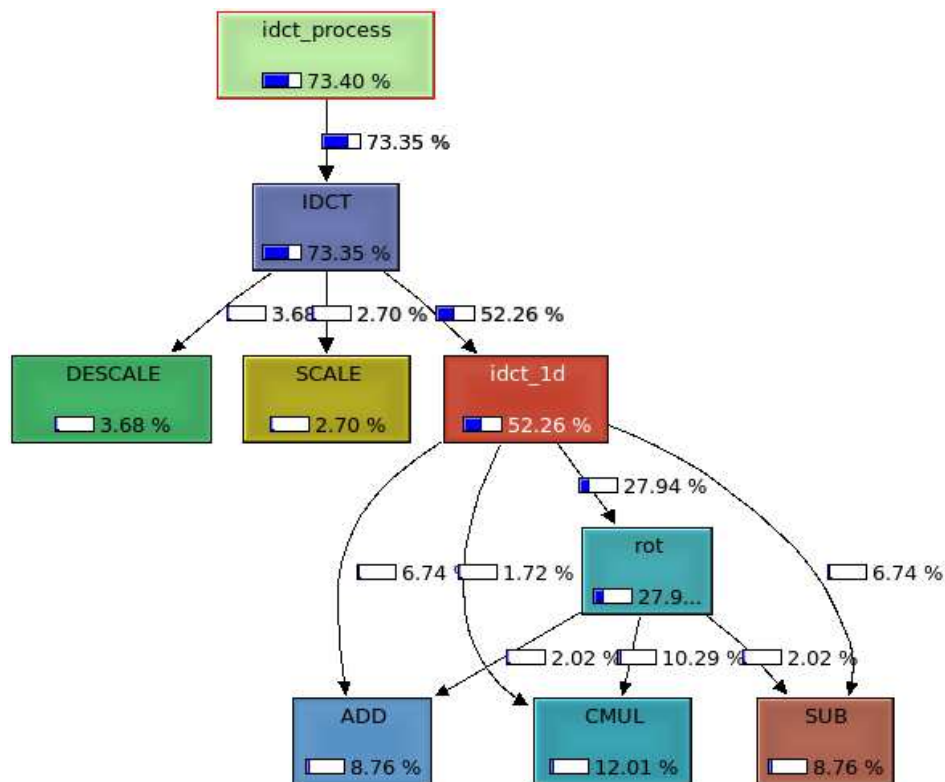 idct_process
73.40 %
73.35 %
IDCT
73.35 %
3.68
2.70 %
52.26 %
DESCALE
3.68 %
SCALE
2.70 %
idct_1d
52.26 %
27.94 %
rot
27.9...
6.74 %
1.72 %
6.74 %
2.02 %
10.29 %
2.02 %
ADD
8.76 %
CMUL
12.01 %
SUB
8.76 %